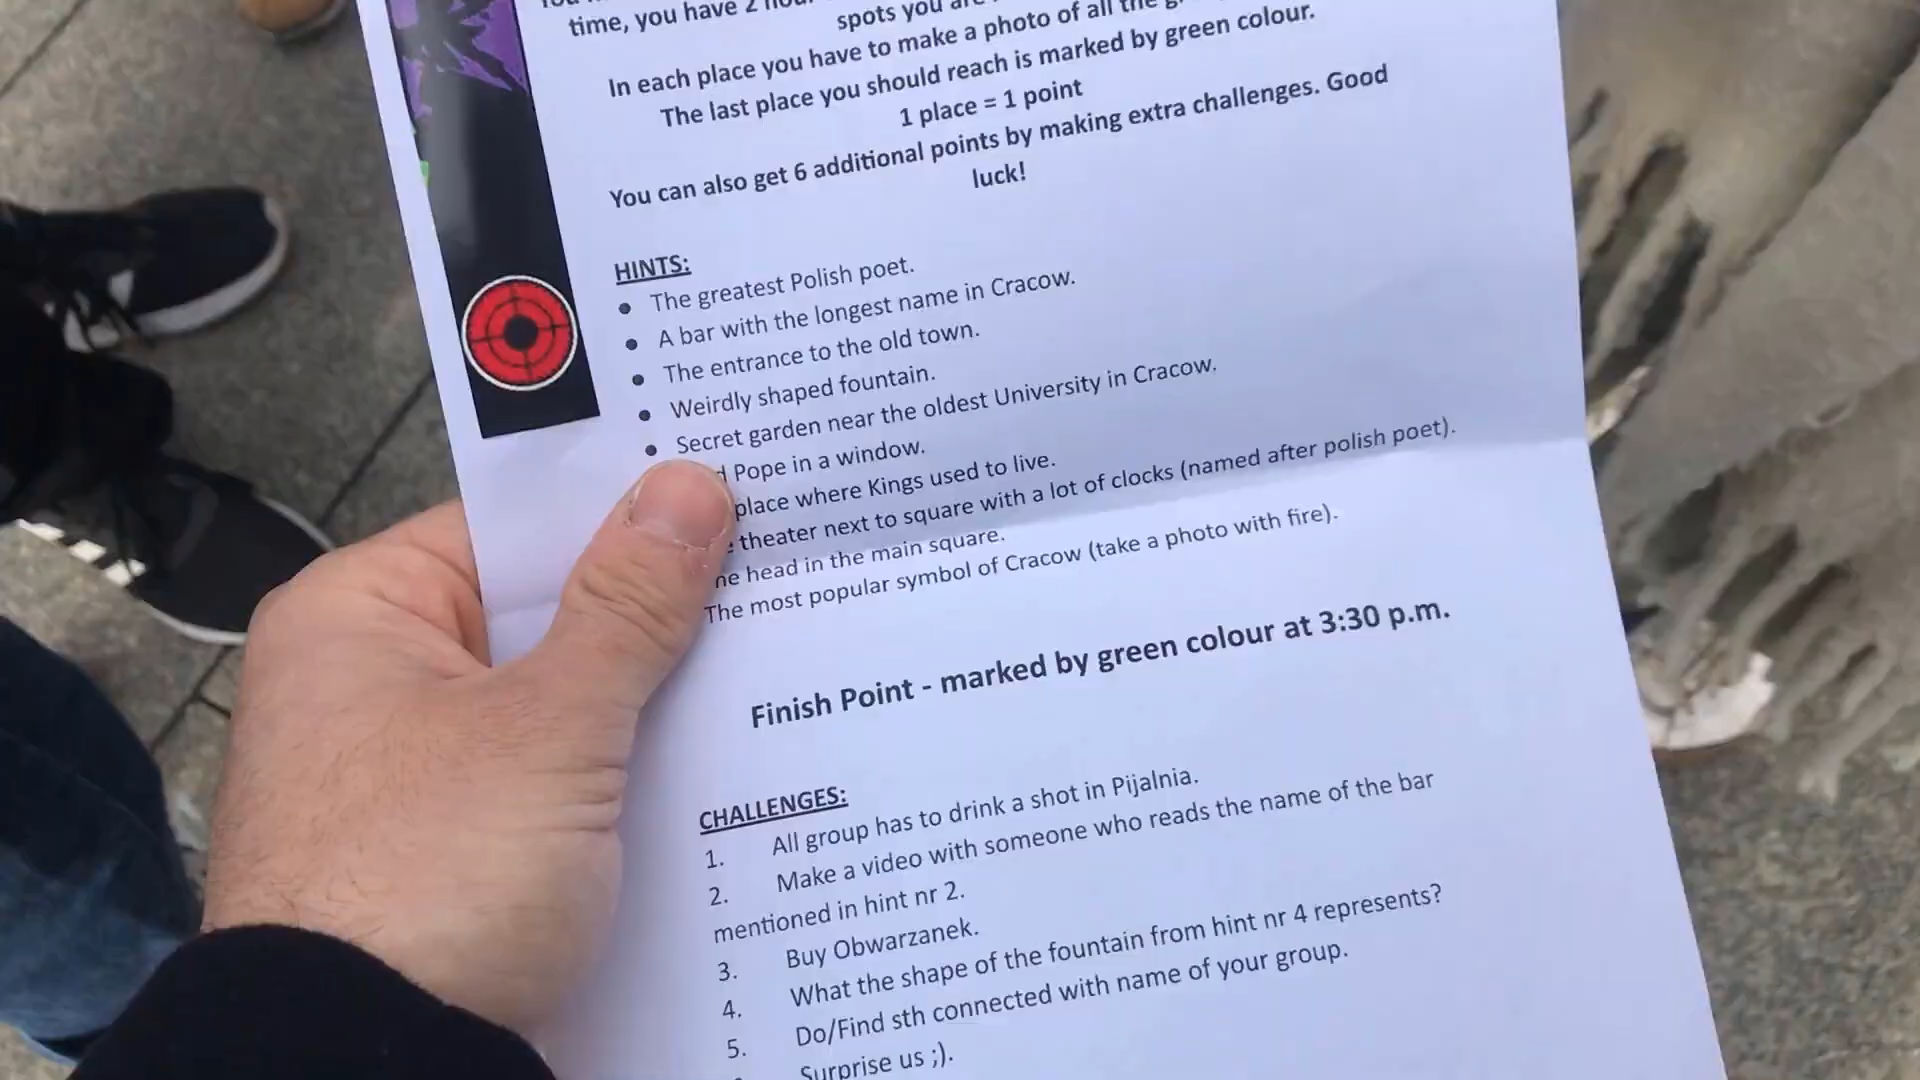 time, you have 2
spots you
In each place you have to make a photo of all the
The last place you should reach is marked by green colour.
1 place = 1 point
You can also get 6 additional points by making extra challenges. Good
luck!
HINTS:
• The greatest Polish poet.
• A bar with the longest name in Cracow.
• The entrance to the old town.
• Weirdly shaped fountain.
• Secret garden near the oldest University in Cracow.
Pope in a window.
place where Kings used to live.
theater next to square with a lot of clocks (named after polish poet).
head in the main square.
The most popular symbol of Cracow (take a photo with fire).
Finish Point - marked by green colour at 3:30 p.m.
CHALLENGES:
1. All group has to drink a shot in Pijalnia.
2. Make a video with someone who reads the name of the bar
mentioned in hint nr 2.
3. Buy Obwarzanek.
4. What the shape of the fountain from hint nr 4 represents?
5. Do/Find sth connected with name of your group.
Surprise us ;).